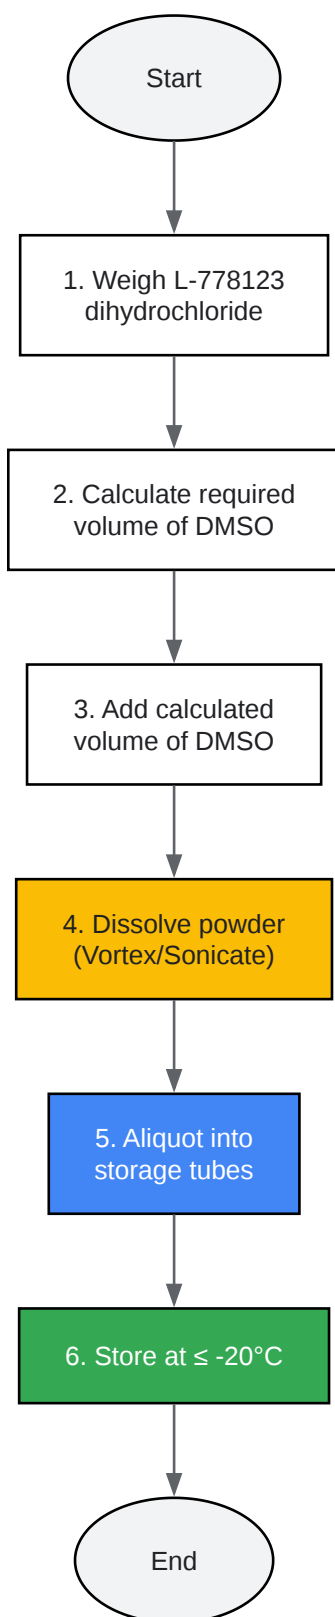 Start
1. Weigh L-778123
dihydrochloride
2. Calculate required
volume of DMSO
3. Add calculated
volume of DMSO
4. Dissolve powder
(Vortex/Sonicate)
5. Aliquot into
storage tubes
6. Store at ≤ -20°C
End